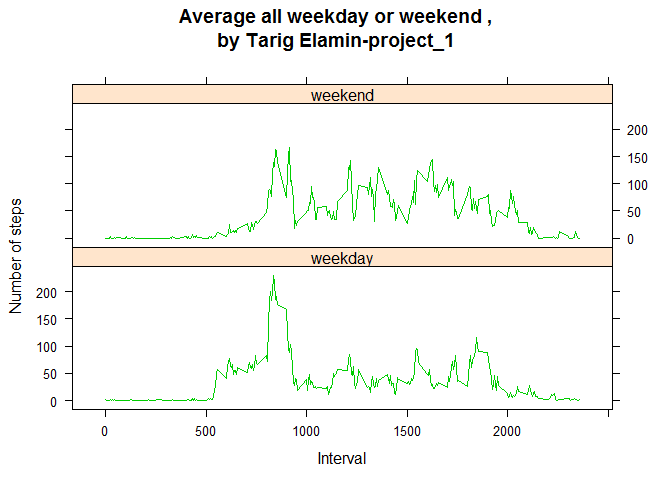 Average all weekday or weekend ,
by Tarig Elamin-project_1
weekend
200
150
100
50
0
weekday
200
150
100
50
0
Number of steps
0 500 1000 1500 2000
Interval